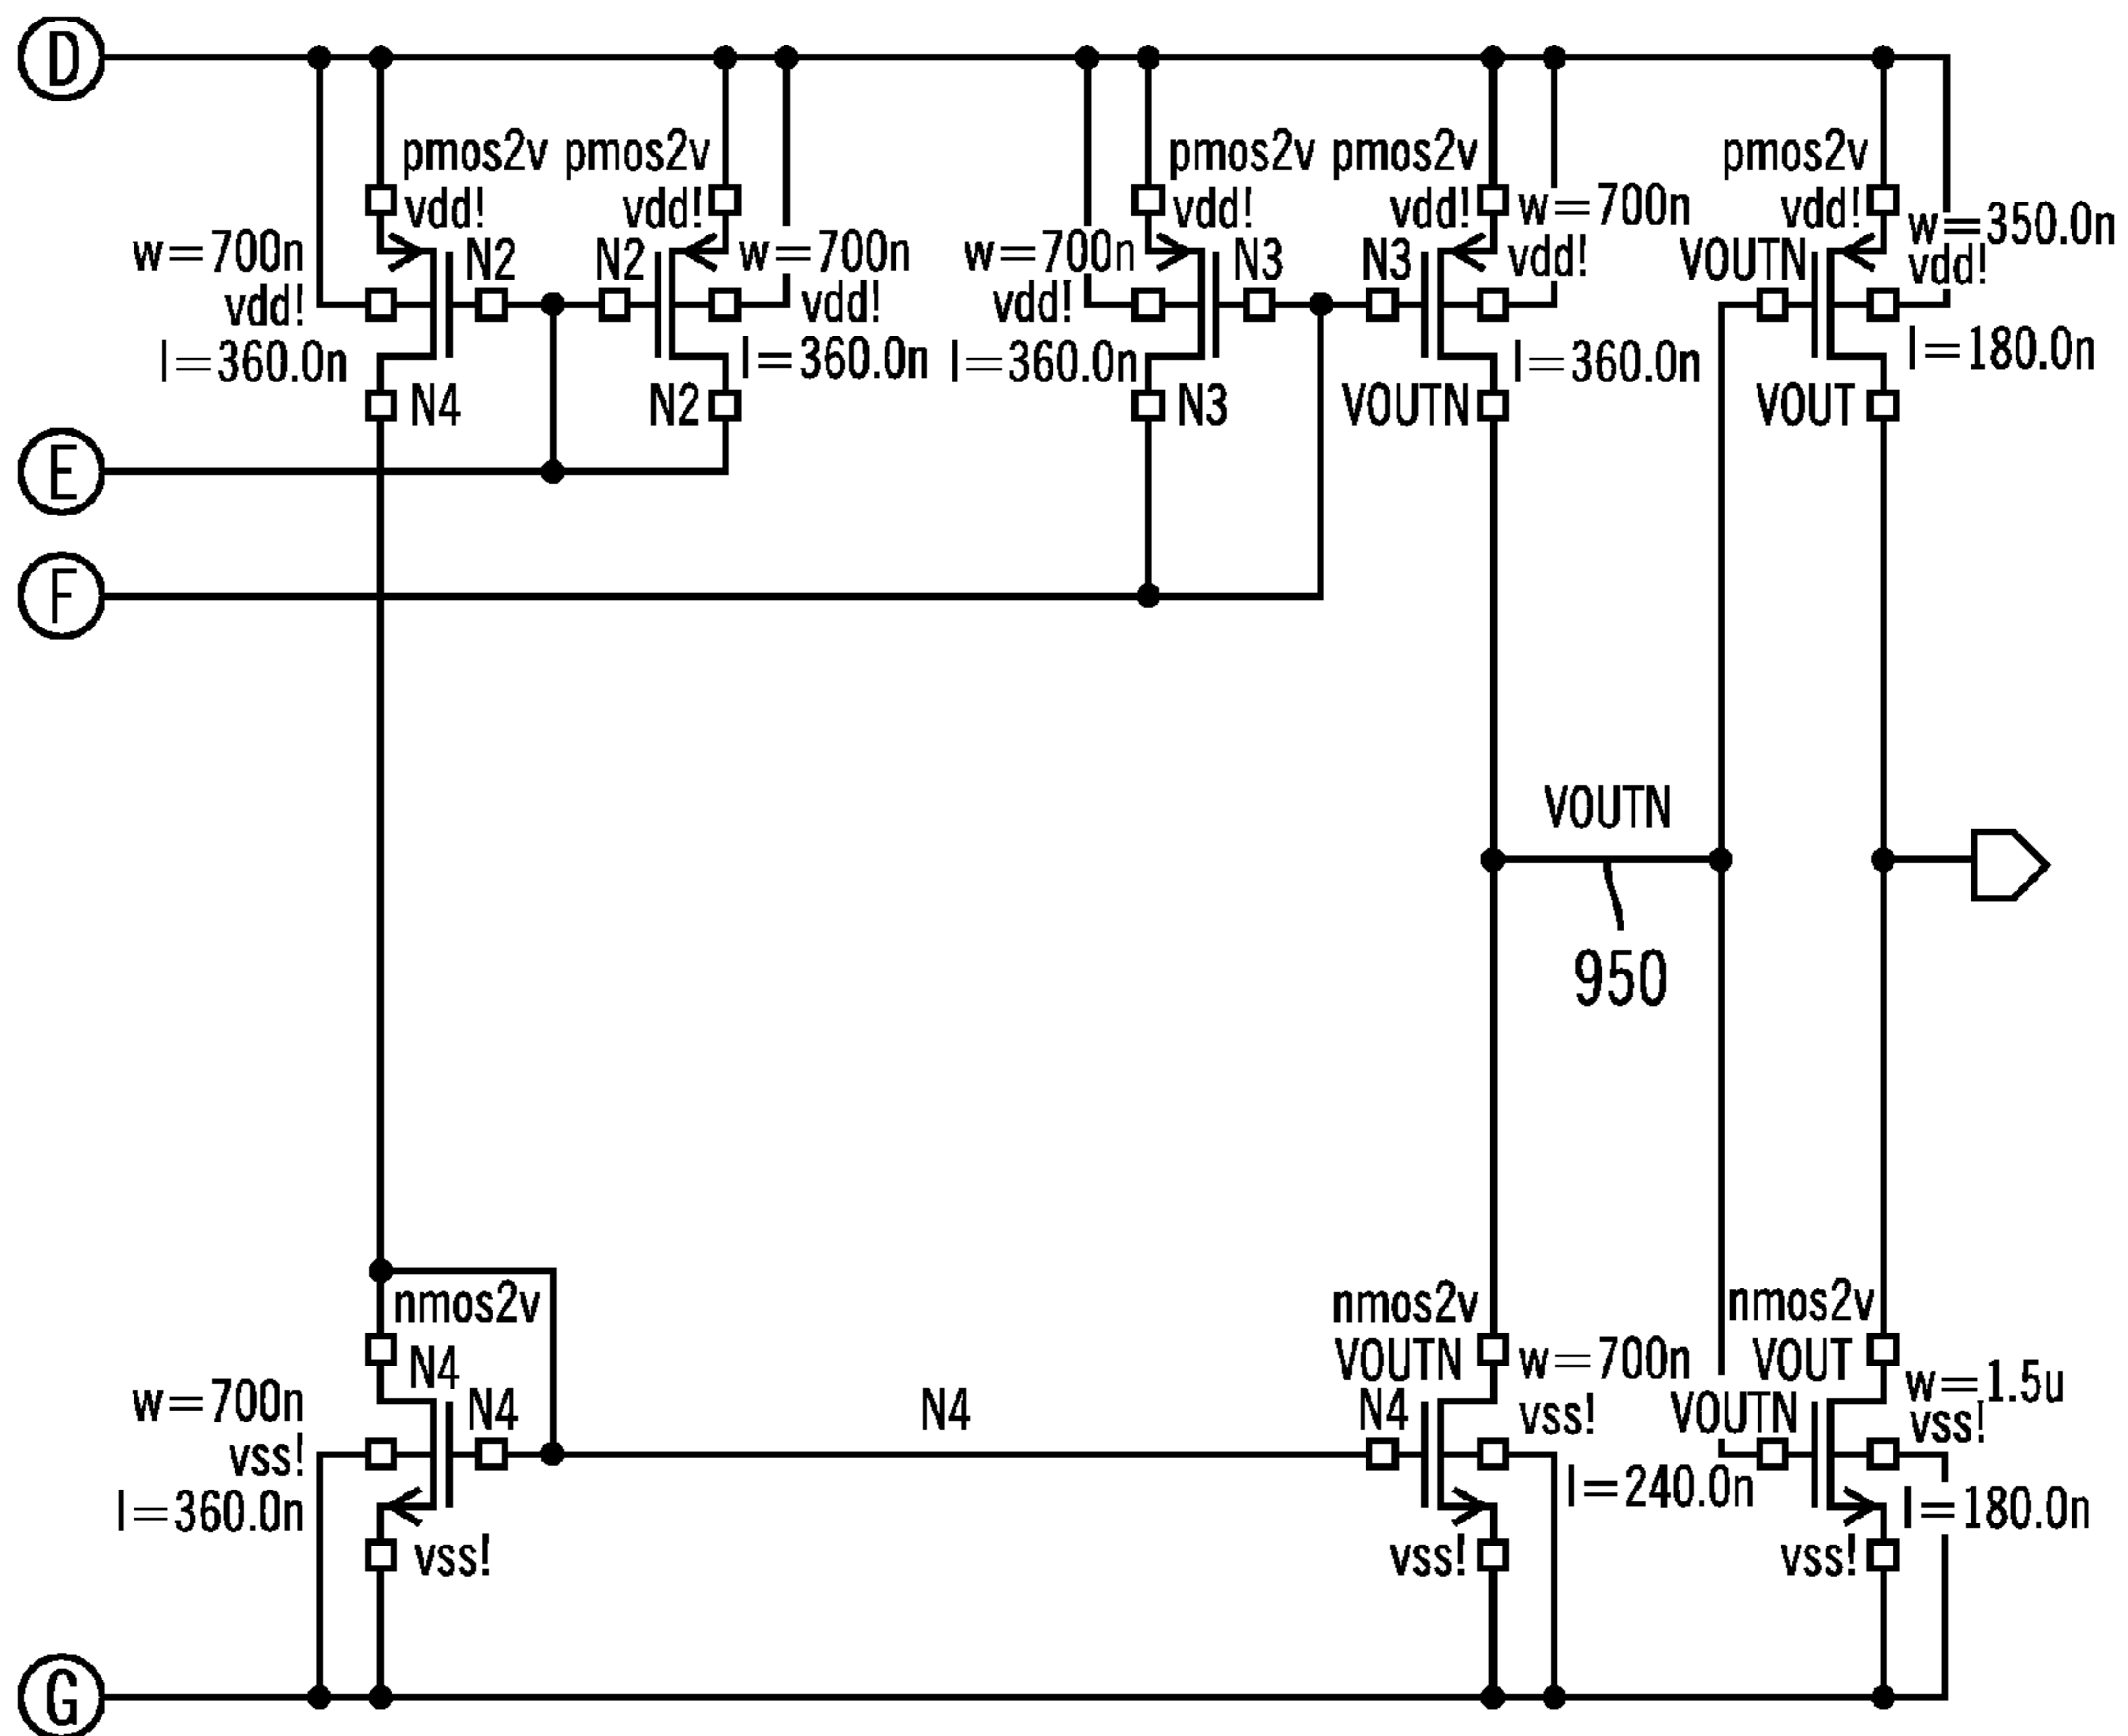 D
pmos2v pmos2v pmos2v pmos2v pmos2v
vdd! vdd! vdd! vdd! w=700n vdd! w=350.0n
w=700n N2 N2 w=700n w=700n N3 N3 vdd! VOUTN vdd!
vdd! vdd! vdd!
l=360.0n l=360.0n l=360.0n l=360.0n l=180.0n
N4 N2 N3 VOUTN VOUT
E
F
VOUTN
950
nmos2v nmos2v nmos2v
N4 VOUTN w=700n VOUT w=1.5u
w=700n N4 N4 N4 vss! VOUTN vss!
vss!
l=360.0n l=240.0n l=180.0n
vss! vss! vss!
G